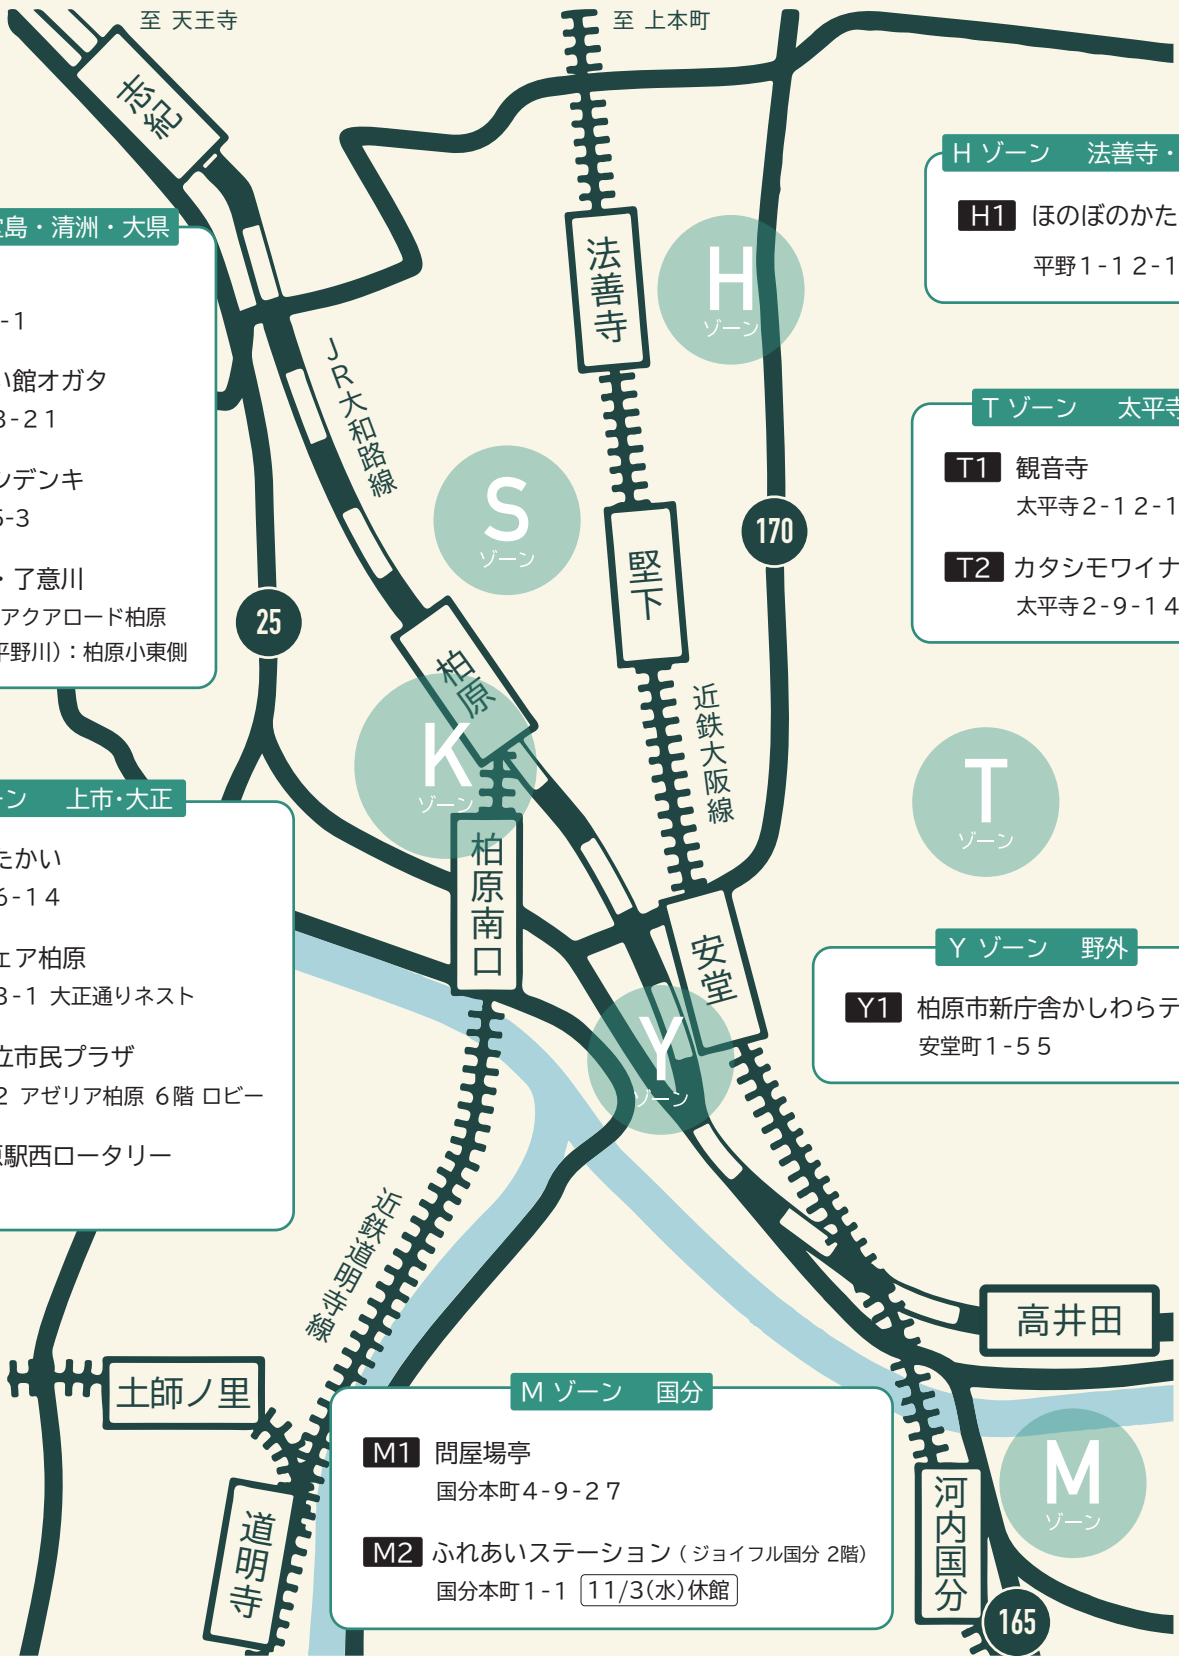 至 天王寺
至 上本町
志紀
法善寺
H
ゾーン
H ゾーン 法善寺・
H1 ほのぼのかた
平野1-12-1
堂島・清洲・大県
-1
い館オガタ
3-21
ンデンキ
5-3
・了意川
アクアロード柏原
平野川）：柏原小東側
JR大和路線
S
ゾーン
堅下
170
T ゾーン 太平寺
T1 観音寺
太平寺2-12-1
T2 カタシモワイナ
太平寺2-9-14
25
柏原
K
ゾーン
近鉄大阪線
T
ゾーン
ーン 上市・大正
たかい
6-14
ェア柏原
3-1 大正通りネスト
立市民プラザ
2 アゼリア柏原 6階 ロビー
原駅西ロータリー
柏原南口
安堂
Y
ゾーン
Y ゾーン 野外
Y1 柏原市新庁舎かしわらテ
安堂町1-55
近鉄道明寺線
高井田
土師ノ里
道明寺
M ゾーン 国分
M1 問屋場亭
国分本町4-9-27
M2 ふれあいステーション（ジョイフル国分 2階）
国分本町1-1 11/3(水)休館
河内国分
M
ゾーン
165